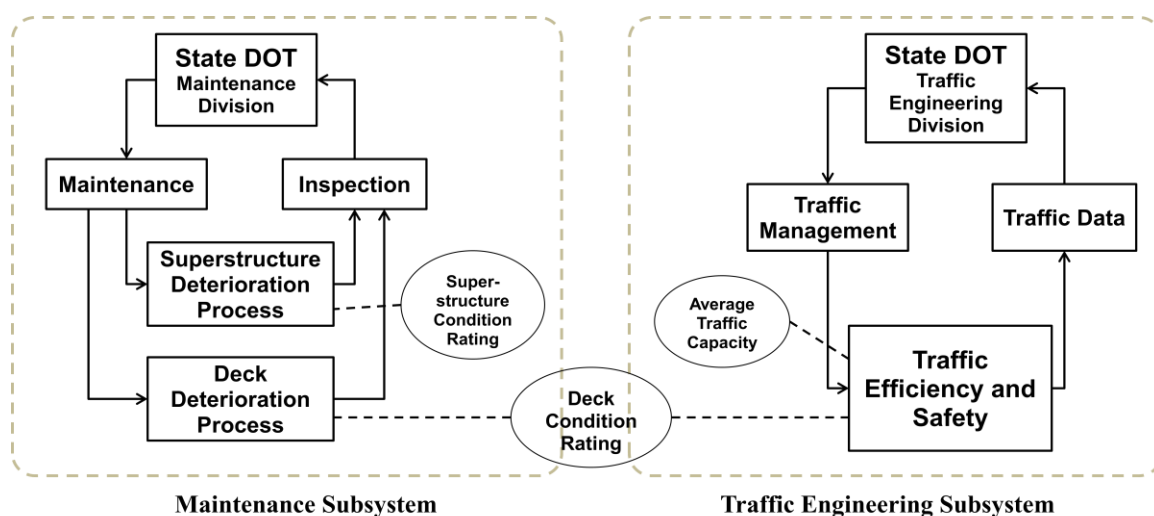 State DOT
Maintenance
Division
Maintenance
Inspection
Superstructure
Deterioration
Process
Super-
structure
Condition
Rating
Deck
Deterioration
Process
Deck
Condition
Rating
State DOT
Traffic
Engineering
Division
Traffic
Management
Traffic Data
Average
Traffic
Capacity
Traffic
Efficiency and
Safety
Maintenance Subsystem
Traffic Engineering Subsystem